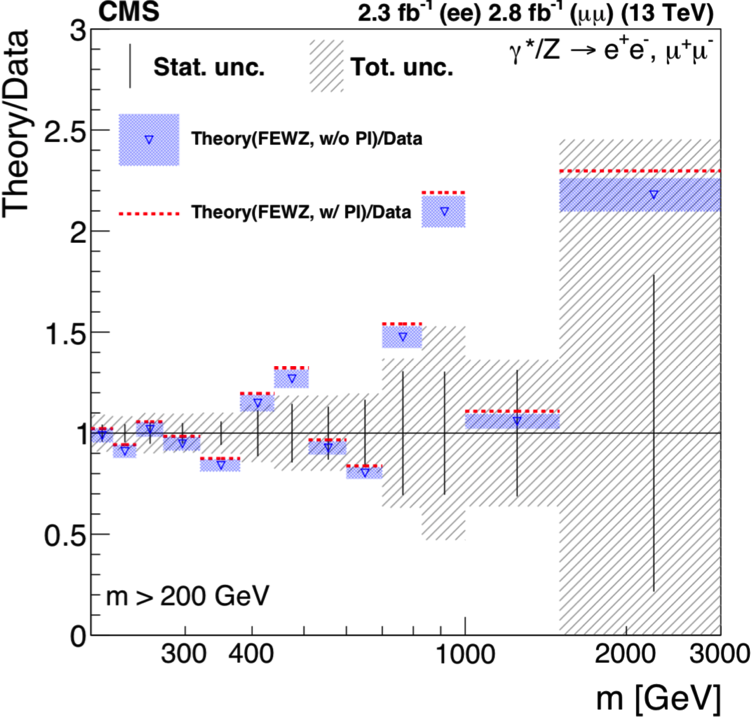 CMS 2.3 fb⁻¹ (ee) 2.8 fb⁻¹ (μμ) (13 TeV)
γ*/Z → e⁺e⁻, μ⁺μ⁻
Stat. unc. Tot. unc.
Theory(FEWZ, w/o PI)/Data
Theory(FEWZ, w/ PI)/Data
Theory/Data
3
2.5
2
1.5
1
0.5
0
m > 200 GeV
300 400 1000 2000 3000
m [GeV]